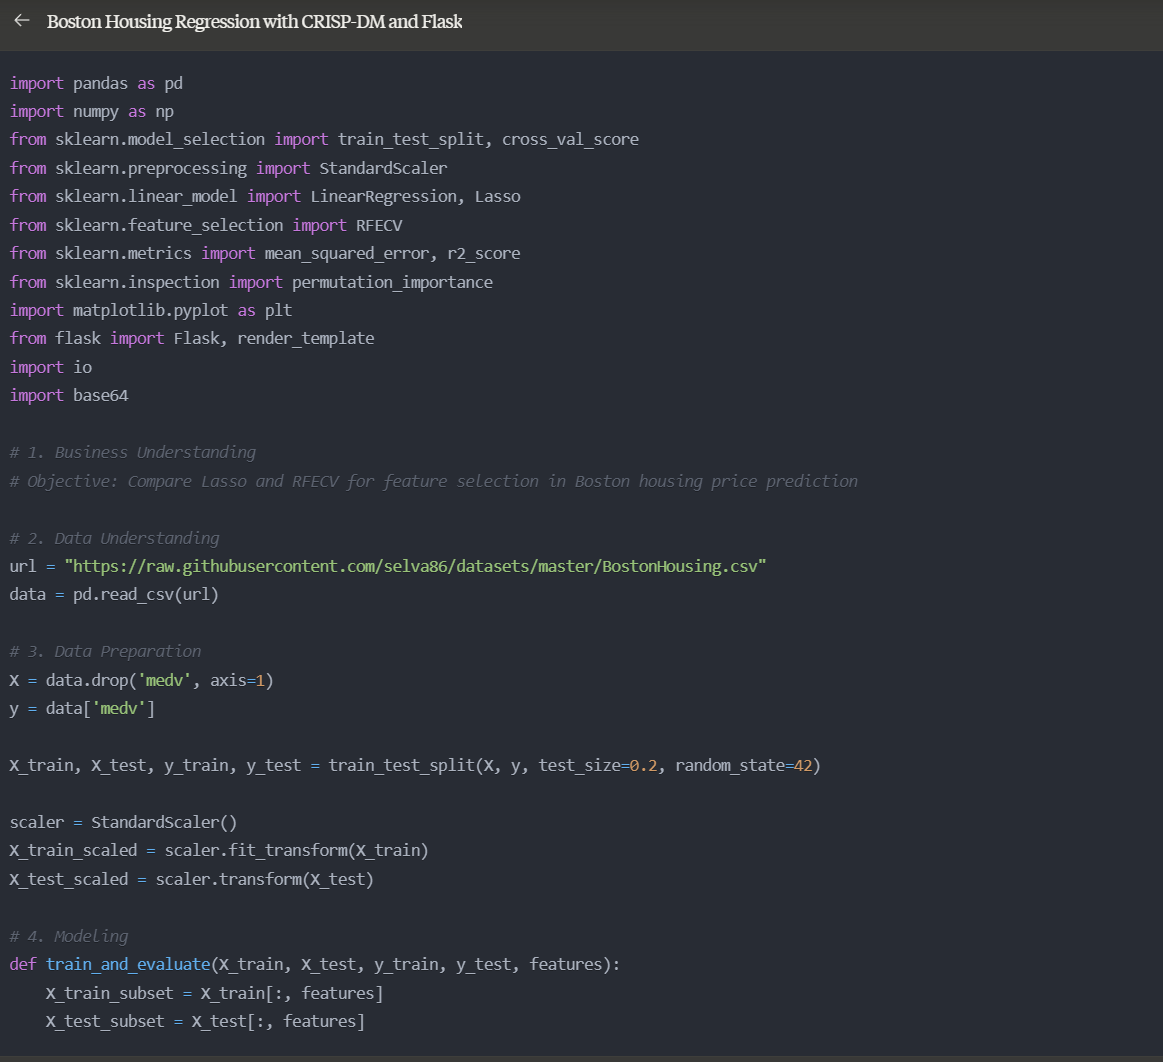 Boston Housing Regression with CRISP-DM and Flask
import pandas as pd
import numpy as np
from sklearn.model_selection import train_test_split, cross_val_score
from sklearn.preprocessing import StandardScaler
from sklearn.linear_model import LinearRegression, Lasso
from sklearn.feature_selection import RFECV
from sklearn.metrics import mean_squared_error, r2_score
from sklearn.inspection import permutation_importance
import matplotlib.pyplot as plt
from flask import Flask, render_template
import io
import base64
# 1. Business Understanding
# Objective: Compare Lasso and RFECV for feature selection in Boston housing price prediction
# 2. Data Understanding
url = "https://raw.githubusercontent.com/selva86/datasets/master/BostonHousing.csv"
data = pd.read_csv(url)
# 3. Data Preparation
X = data.drop('medv', axis=1)
y = data['medv']
X_train, X_test, y_train, y_test = train_test_split(X, y, test_size=0.2, random_state=42)
scaler = StandardScaler()
X_train_scaled = scaler.fit_transform(X_train)
X_test_scaled = scaler.transform(X_test)
# 4. Modeling
def train_and_evaluate(X_train, X_test, y_train, y_test, features):
    X_train_subset = X_train[:, features]
    X_test_subset = X_test[:, features]